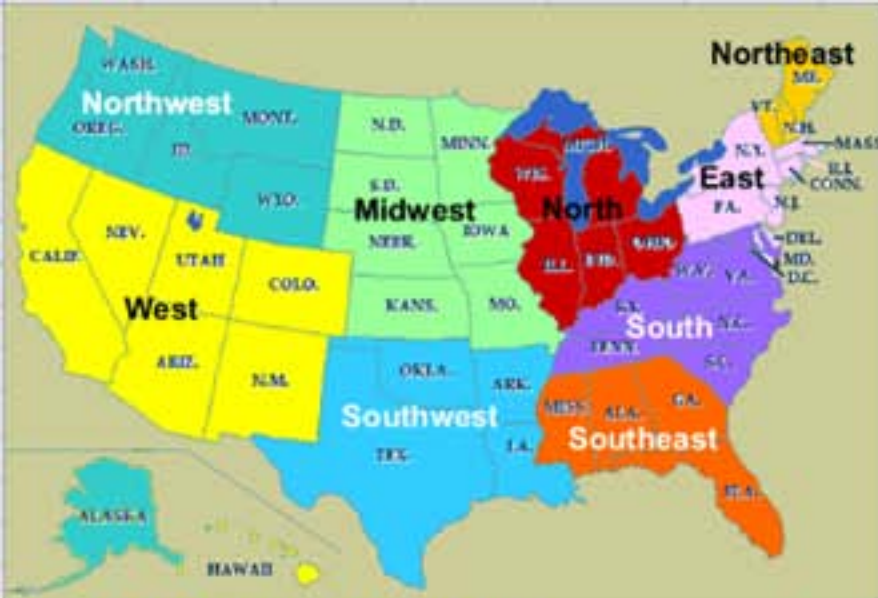 Northeast
ME.
VT.
N.H.
MASS
WASH.
Northwest
OREG.
ID.
MONT.
WYO.
N.D.
MINN.
S.D.
Midwest
NEBR.
IOWA
KANS.
MO.
WIS.
MICH.
North
ILL.
IND.
OHIO
N.Y.
East
PA.
R.I.
CONN.
N.J.
DEL.
MD.
D.C.
CALIF.
NEV.
UTAH
COLO.
West
ARIZ.
N.M.
OKLA.
ARK.
Southwest
TEX.
LA.
W.V.
VA.
KY.
South
N.C.
TENN.
S.C.
MISS.
ALA.
GA.
Southeast
FLA.
ALASKA
HAWAII